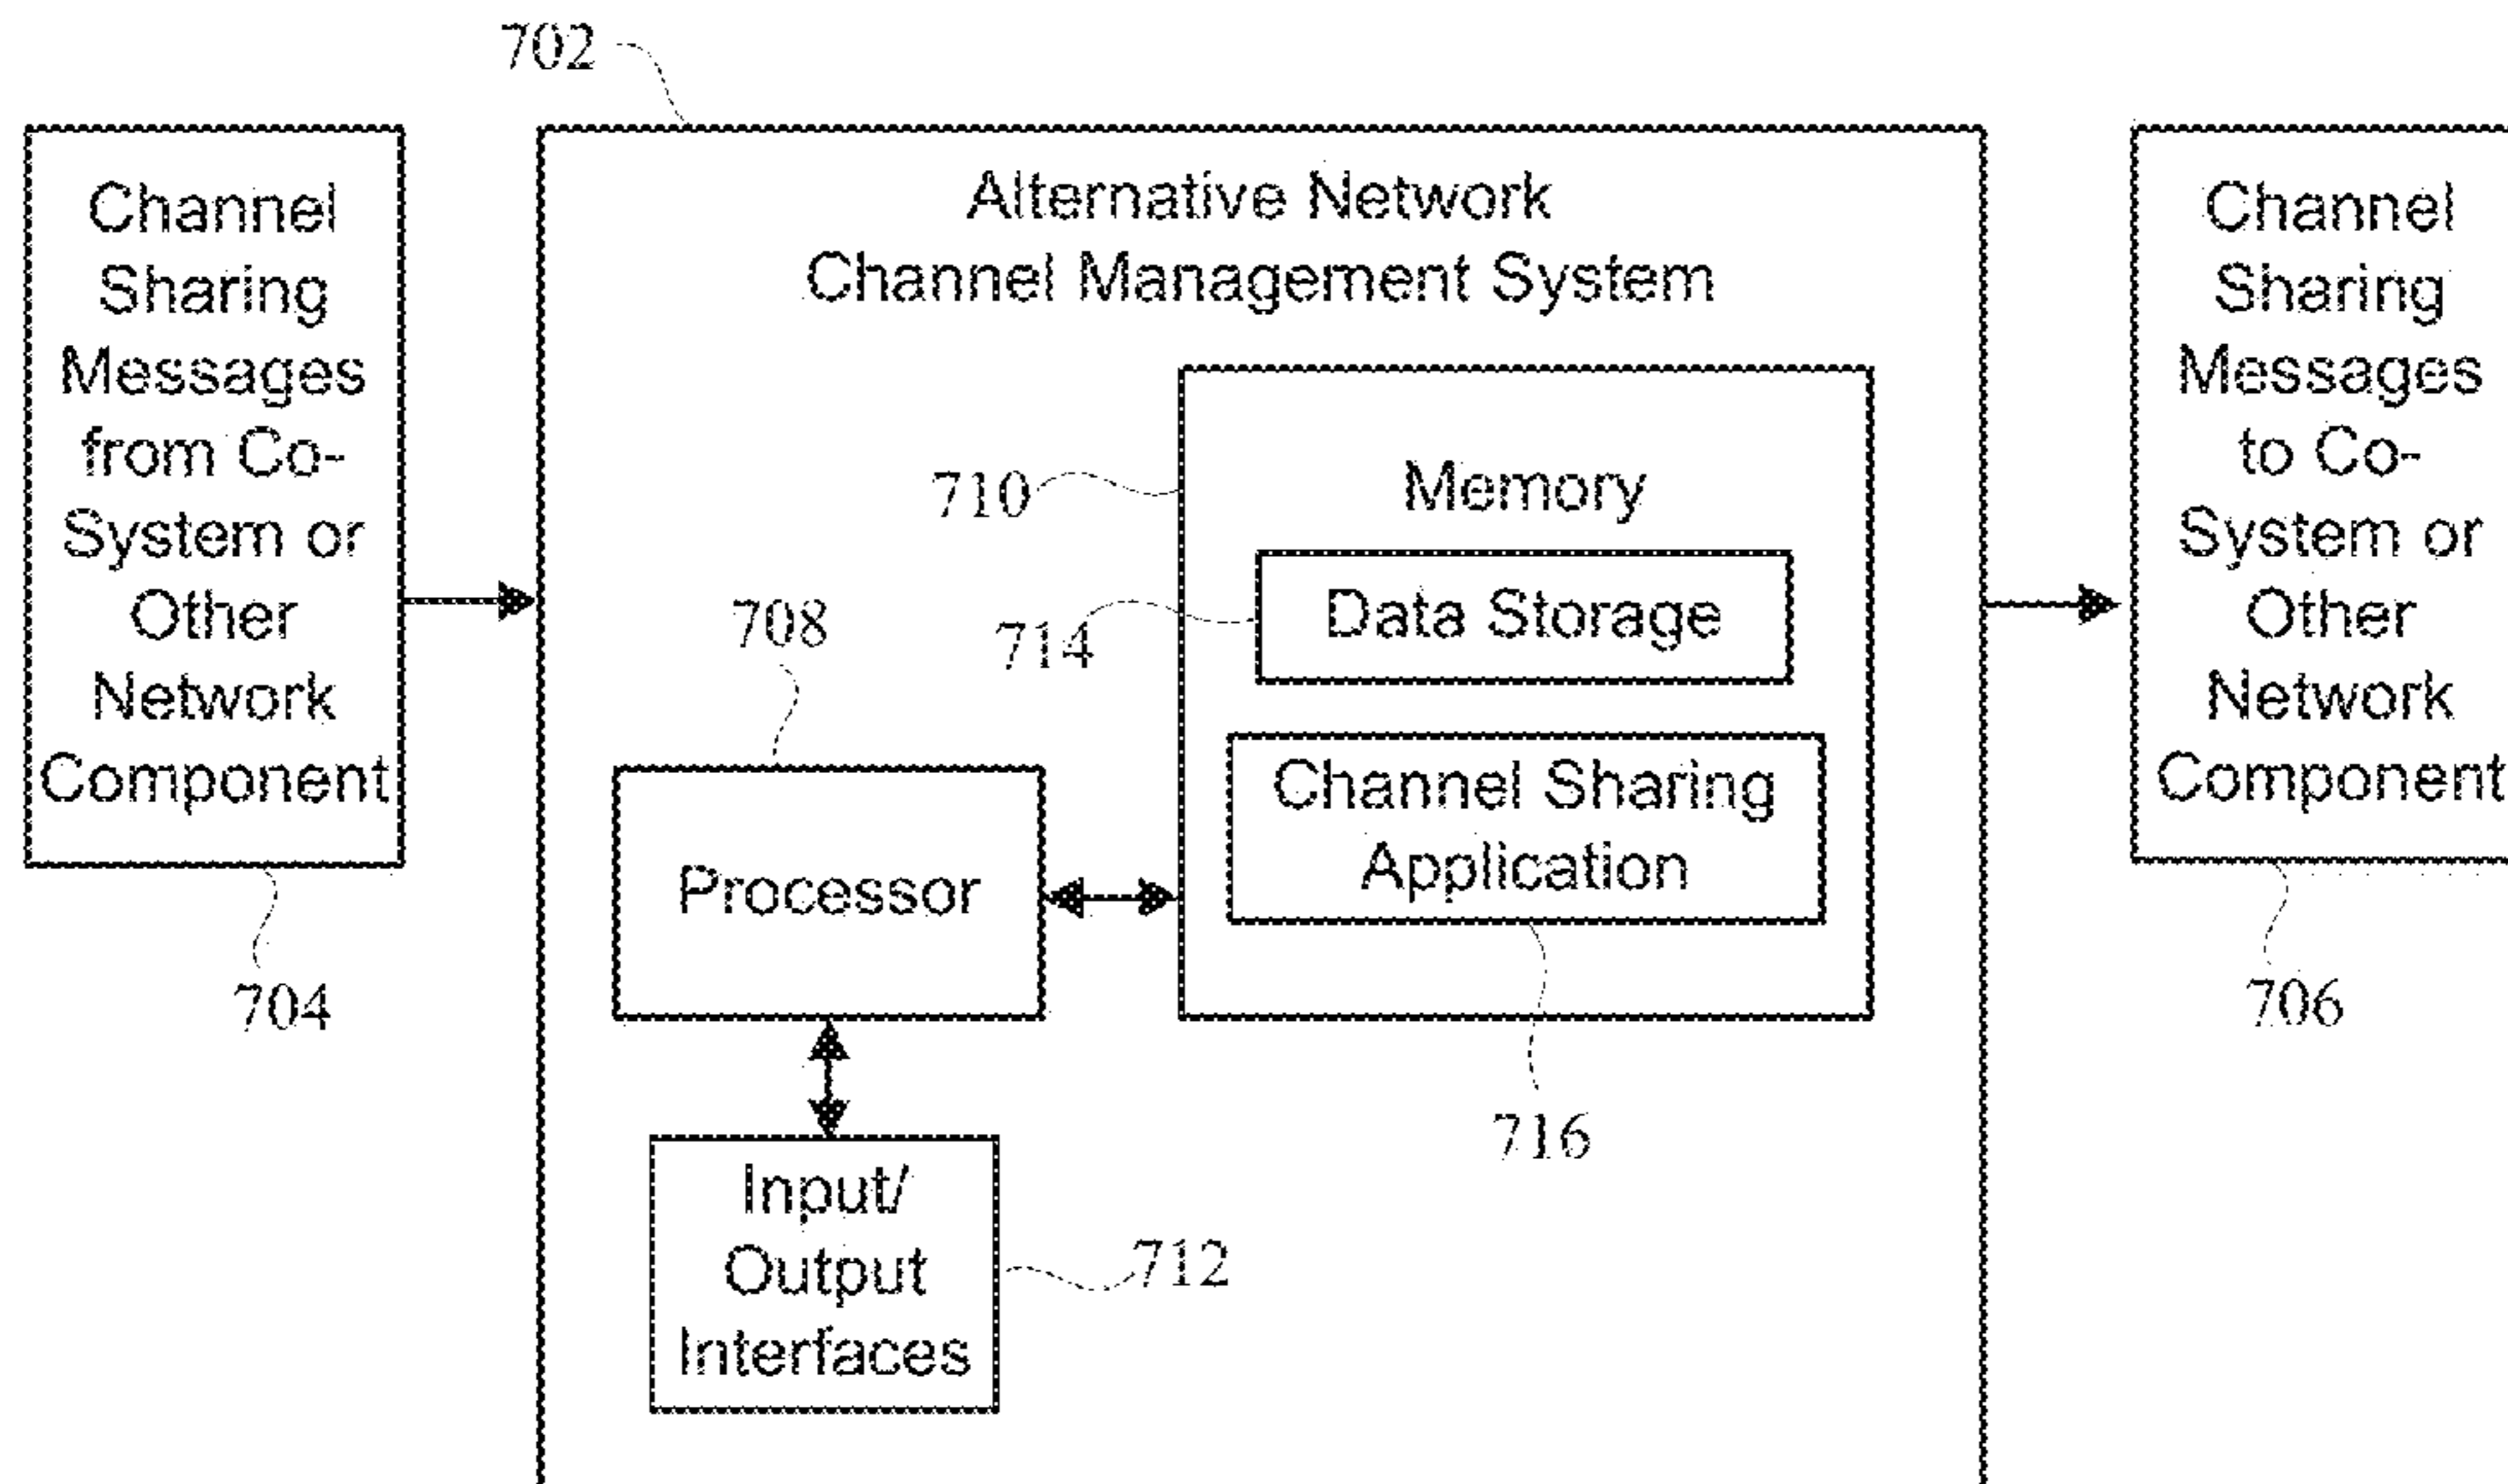 702
Channel
Sharing
Messages
from Co-
System or
Other
Network
Component
704
Alternative Network
Channel Management System
710
Memory
714
Data Storage
708
Channel Sharing
Application
Processor
716
Input/
Output
Interfaces
712
Channel
Sharing
Messages
to Co-
System or
Other
Network
Component
706